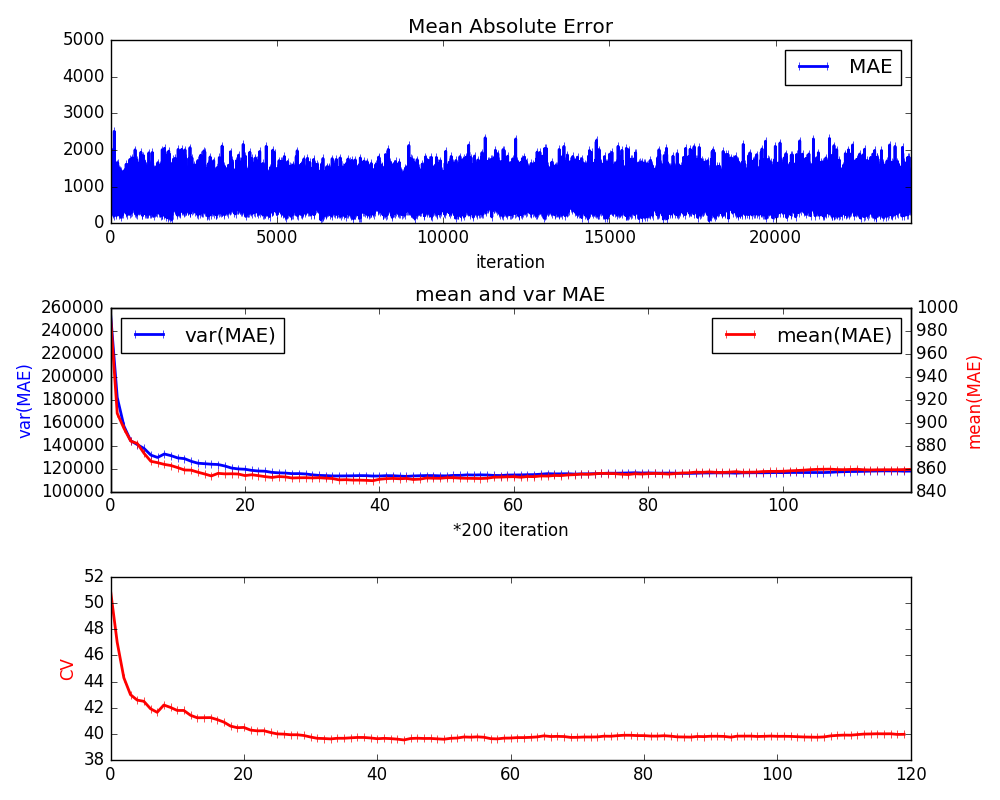 Mean Absolute Error
5000
4000
3000
2000
1000
0
MAE
0 5000 10000 15000 20000
iteration
mean and var MAE
260000
240000
220000
200000
180000
160000
140000
120000
100000
var(MAE)
var(MAE)
mean(MAE)
1000
980
960
940
920
900
880
860
840
mean(MAE)
0 20 40 60 80 100
*200 iteration
52
50
48
46
44
42
40
38
CV
0 20 40 60 80 100 120